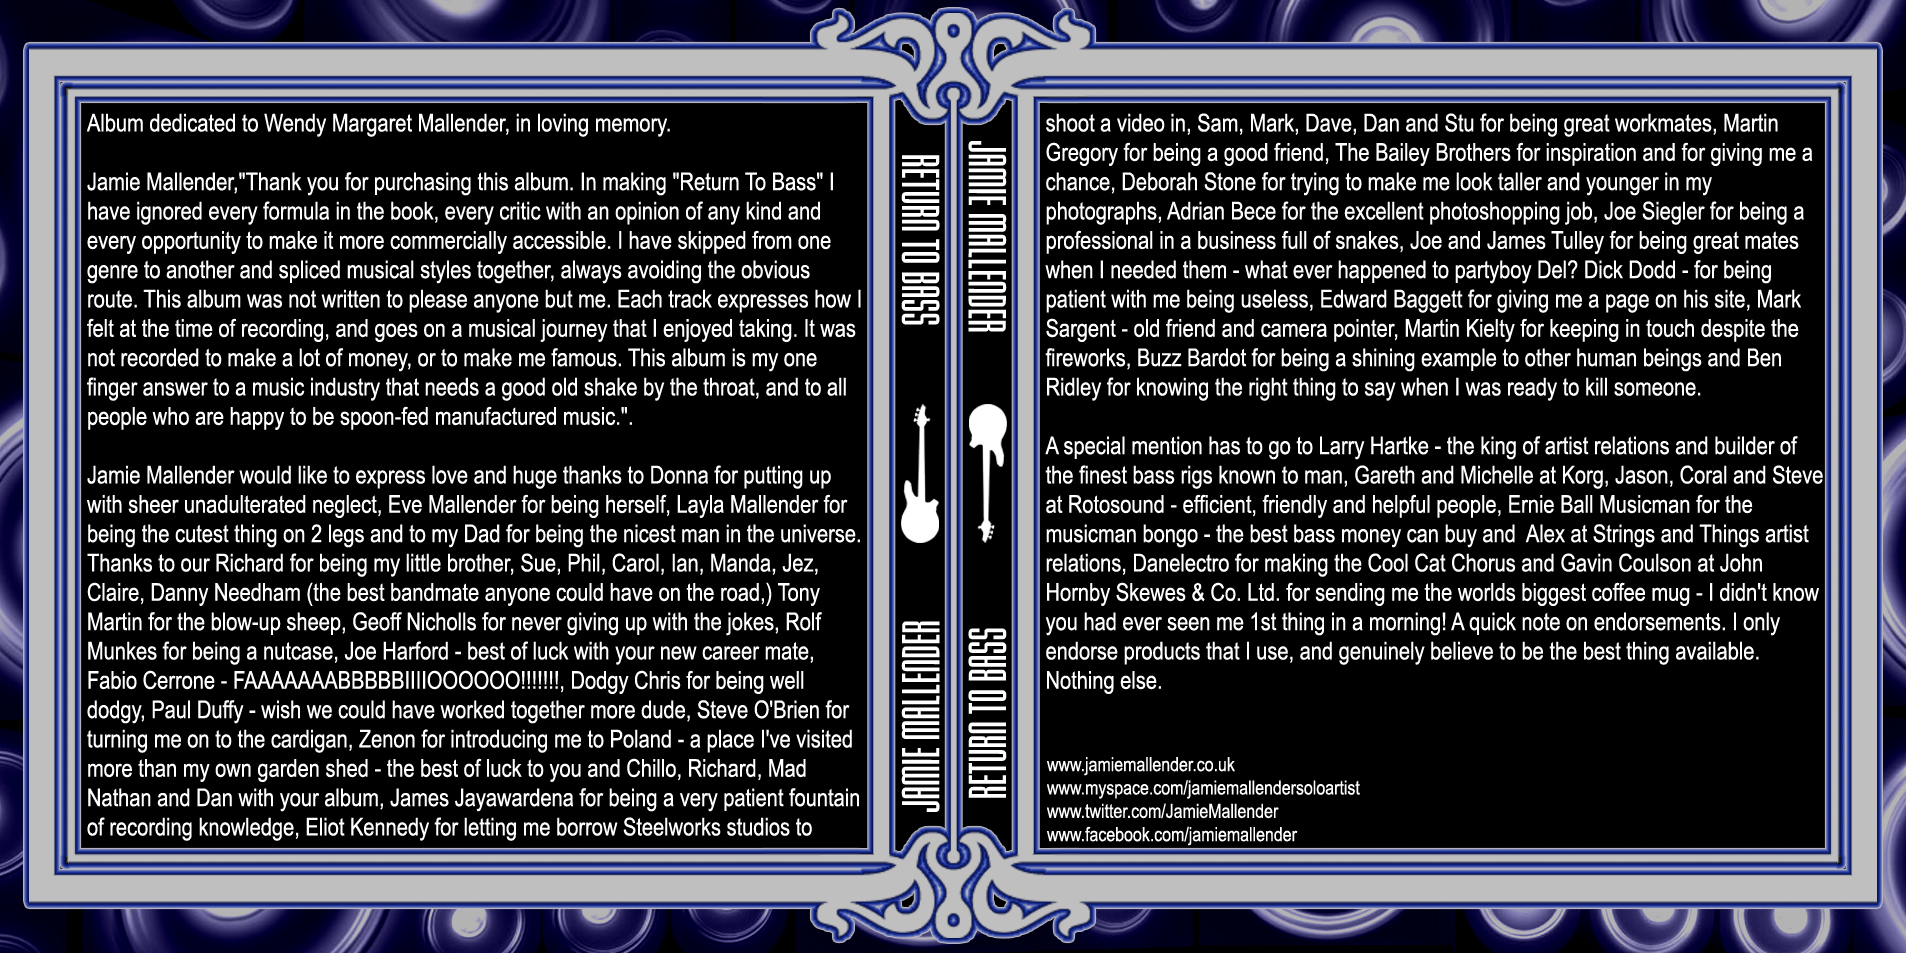 Album dedicated to Wendy Margaret Mallender, in loving memory.
Jamie Mallender,"Thank you for purchasing this album. In making "Return To Bass" I
have ignored every formula in the book, every critic with an opinion of any kind and
every opportunity to make it more commercially accessible. I have skipped from one
genre to another and spliced musical styles together, always avoiding the obvious
route. This album was not written to please anyone but me. Each track expresses how I
felt at the time of recording, and goes on a musical journey that I enjoyed taking. It was
not recorded to make a lot of money, or to make me famous. This album is my one
finger answer to a music industry that needs a good old shake by the throat, and to all
people who are happy to be spoon-fed manufactured music.".
Jamie Mallender would like to express love and huge thanks to Donna for putting up
with sheer unadulterated neglect, Eve Mallender for being herself, Layla Mallender for
being the cutest thing on 2 legs and to my Dad for being the nicest man in the universe.
Thanks to our Richard for being my little brother, Sue, Phil, Carol, Ian, Manda, Jez,
Claire, Danny Needham (the best bandmate anyone could have on the road,) Tony
Martin for the blow-up sheep, Geoff Nicholls for never giving up with the jokes, Rolf
Munkes for being a nutcase, Joe Harford - best of luck with your new career mate,
Fabio Cerrone - FAAAAAAABBBBBIIIIOOOOOO!!!!!!!, Dodgy Chris for being well
dodgy, Paul Duffy - wish we could have worked together more dude, Steve O'Brien for
turning me on to the cardigan, Zenon for introducing me to Poland - a place I've visited
more than my own garden shed - the best of luck to you and Chillo, Richard, Mad
Nathan and Dan with your album, James Jayawardena for being a very patient fountain
of recording knowledge, Eliot Kennedy for letting me borrow Steelworks studios to
RETURN TO BASS
JAMIE MALLENDER
JAMIE MALLENDER
RETURN TO BASS
shoot a video in, Sam, Mark, Dave, Dan and Stu for being great workmates, Martin
Gregory for being a good friend, The Bailey Brothers for inspiration and for giving me a
chance, Deborah Stone for trying to make me look taller and younger in my
photographs, Adrian Bece for the excellent photoshopping job, Joe Siegler for being a
professional in a business full of snakes, Joe and James Tulley for being great mates
when I needed them - what ever happened to partyboy Del? Dick Dodd - for being
patient with me being useless, Edward Baggett for giving me a page on his site, Mark
Sargent - old friend and camera pointer, Martin Kielty for keeping in touch despite the
fireworks, Buzz Bardot for being a shining example to other human beings and Ben
Ridley for knowing the right thing to say when I was ready to kill someone.
A special mention has to go to Larry Hartke - the king of artist relations and builder of
the finest bass rigs known to man, Gareth and Michelle at Korg, Jason, Coral and Steve
at Rotosound - efficient, friendly and helpful people, Ernie Ball Musicman for the
musicman bongo - the best bass money can buy and  Alex at Strings and Things artist
relations, Danelectro for making the Cool Cat Chorus and Gavin Coulson at John
Hornby Skewes & Co. Ltd. for sending me the worlds biggest coffee mug - I didn't know
you had ever seen me 1st thing in a morning! A quick note on endorsements. I only
endorse products that I use, and genuinely believe to be the best thing available.
Nothing else.
www.jamiemallender.co.uk
www.myspace.com/jamiemallendersoloartist
www.twitter.com/JamieMallender
www.facebook.com/jamiemallender